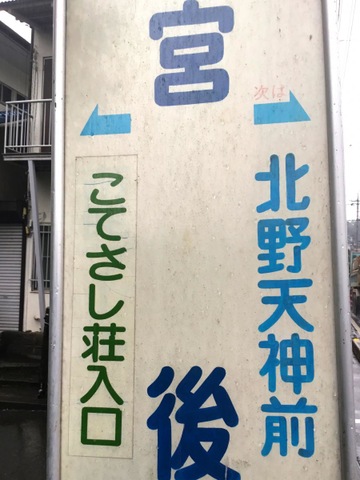 宮
後
次は
北野天神前
こてさし荘入口